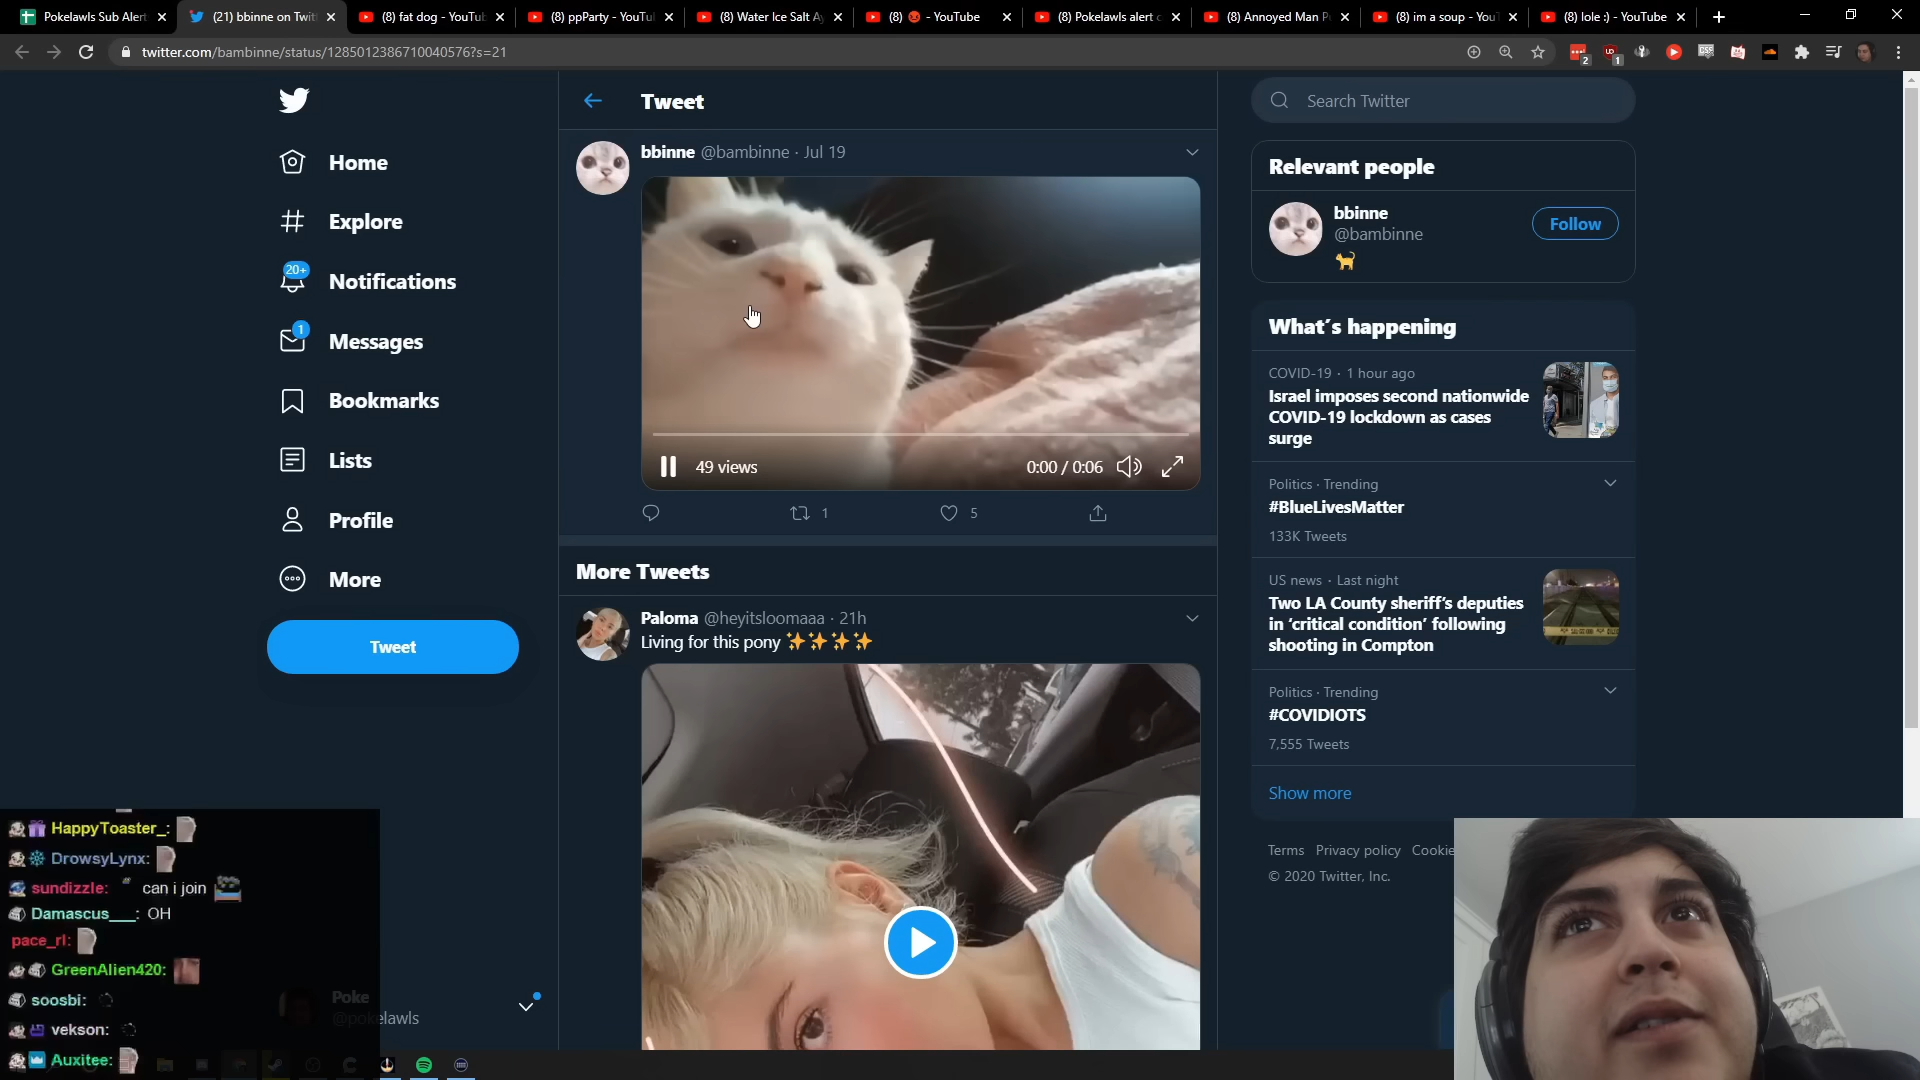 Pokelawls Sub Alert
(21) bbinne on Twit
(8) fat dog - YouTu
(8) ppParty - YouTu
(8) Water Ice Salt A
(8) 😡 - YouTube
(8) Pokelawls alert c
(8) Annoyed Man P
(8) im a soup - You
(8) lole :) - YouTube
twitter.com/bambinne/status/1285012386710040576?s=21
2
1
Home
Explore
20+
Notifications
1
Messages
Bookmarks
Lists
Profile
More
Tweet
Poke
@pokelawls
Tweet
bbinne @bambinne · Jul 19
49 views
0:00 / 0:06
1
5
More Tweets
Paloma @heyitsloomaaa · 21h
Living for this pony ✨✨✨✨
Search Twitter
Relevant people
bbinne
@bambinne
🐈
Follow
What's happening
COVID-19 · 1 hour ago
Israel imposes second nationwide
COVID-19 lockdown as cases
surge
Politics · Trending
#BlueLivesMatter
133K Tweets
US news · Last night
Two LA County sheriff's deputies
in 'critical condition' following
shooting in Compton
Politics · Trending
#COVIDIOTS
7,555 Tweets
Show more
Terms Privacy policy Cookie
© 2020 Twitter, Inc.
HappyToaster_:
DrowsyLynx:
sundizzle: can i join
Damascus___: OH
pace_rl:
GreenAlien420:
soosbi:
vekson:
Auxitee: